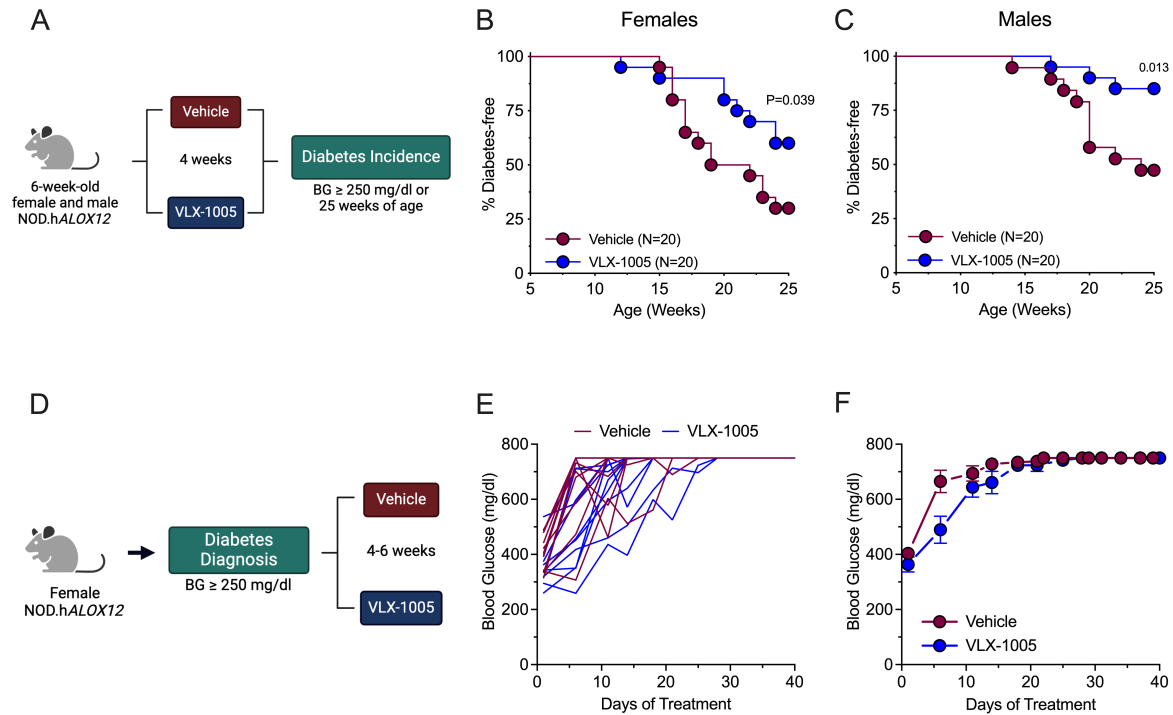 A
Vehicle
4 weeks
VLX-1005
6-week-old
female and male
NOD.hALOX12
Diabetes Incidence
BG ≥ 250 mg/dl or
25 weeks of age
B
Females
% Diabetes-free
100
75
50
25
0
P=0.039
Vehicle (N=20)
VLX-1005 (N=20)
5
10
15
20
25
Age (Weeks)
C
Males
% Diabetes-free
100
75
50
25
0
0.013
Vehicle (N=20)
VLX-1005 (N=20)
5
10
15
20
25
Age (Weeks)
D
Female
NOD.hALOX12
Diabetes
Diagnosis
BG ≥ 250 mg/dl
Vehicle
4-6 weeks
VLX-1005
E
Vehicle
VLX-1005
Blood Glucose (mg/dl)
800
600
400
200
0
0
10
20
30
40
Days of Treatment
F
Blood Glucose (mg/dl)
800
600
400
200
0
Vehicle
VLX-1005
0
10
20
30
40
Days of Treatment